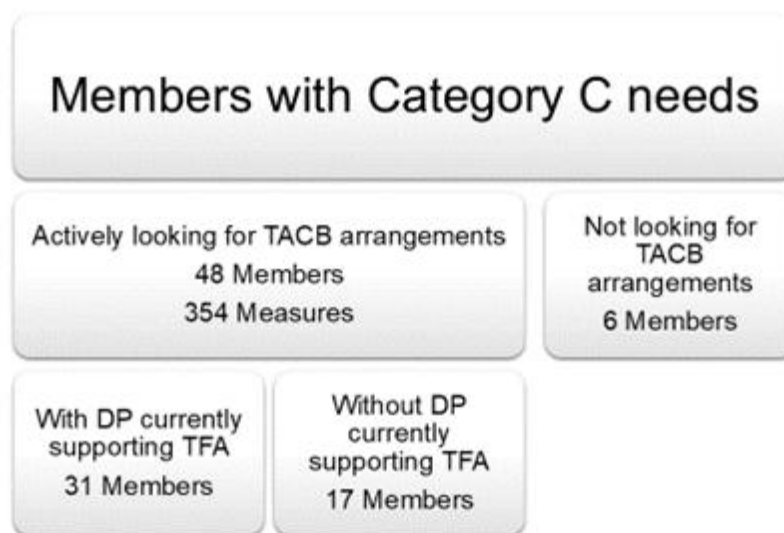 Members with Category C needs
Actively looking for TACB arrangements
48 Members
354 Measures
Not looking for
TACB
arrangements
6 Members
With DP currently
supporting TFA
31 Members
Without DP
currently
supporting TFA
17 Members